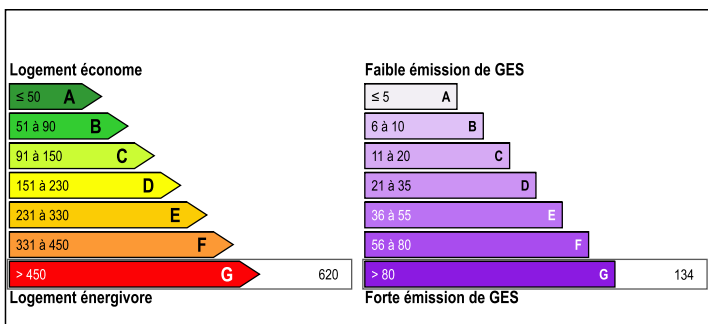 Logement économe
≤ 50 A
51 à 90 B
91 à 150 C
151 à 230 D
231 à 330 E
331 à 450 F
> 450 G 620
Logement énergivore
Faible émission de GES
≤ 5 A
6 à 10 B
11 à 20 C
21 à 35 D
36 à 55 E
56 à 80 F
> 80 G 134
Forte émission de GES